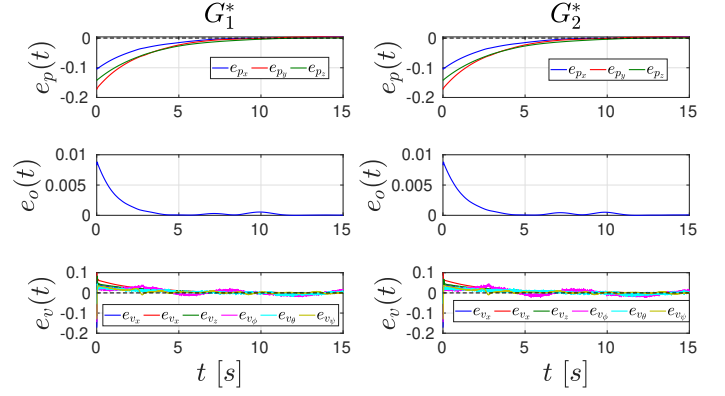 G₁* G₂*
e_p(t) 0 -0.1 -0.2 e_{p_x} e_{p_y} e_{p_z} 0 5 10 15
e_p(t) 0 -0.1 -0.2 e_{p_x} e_{p_y} e_{p_z} 0 5 10 15
e_o(t) 0.01 0.005 0 0 5 10 15
e_o(t) 0.01 0.005 0 0 5 10 15
e_v(t) 0.1 0 -0.1 -0.2 e_{v_x} e_{v_x} e_{v_z} e_{v_ϕ} e_{v_θ} e_{v_ψ} 0 5 10 15
t [s]
e_v(t) 0.1 0 -0.1 -0.2 e_{v_x} e_{v_x} e_{v_z} e_{v_ϕ} e_{v_θ} e_{v_ψ} 0 5 10 15
t [s]